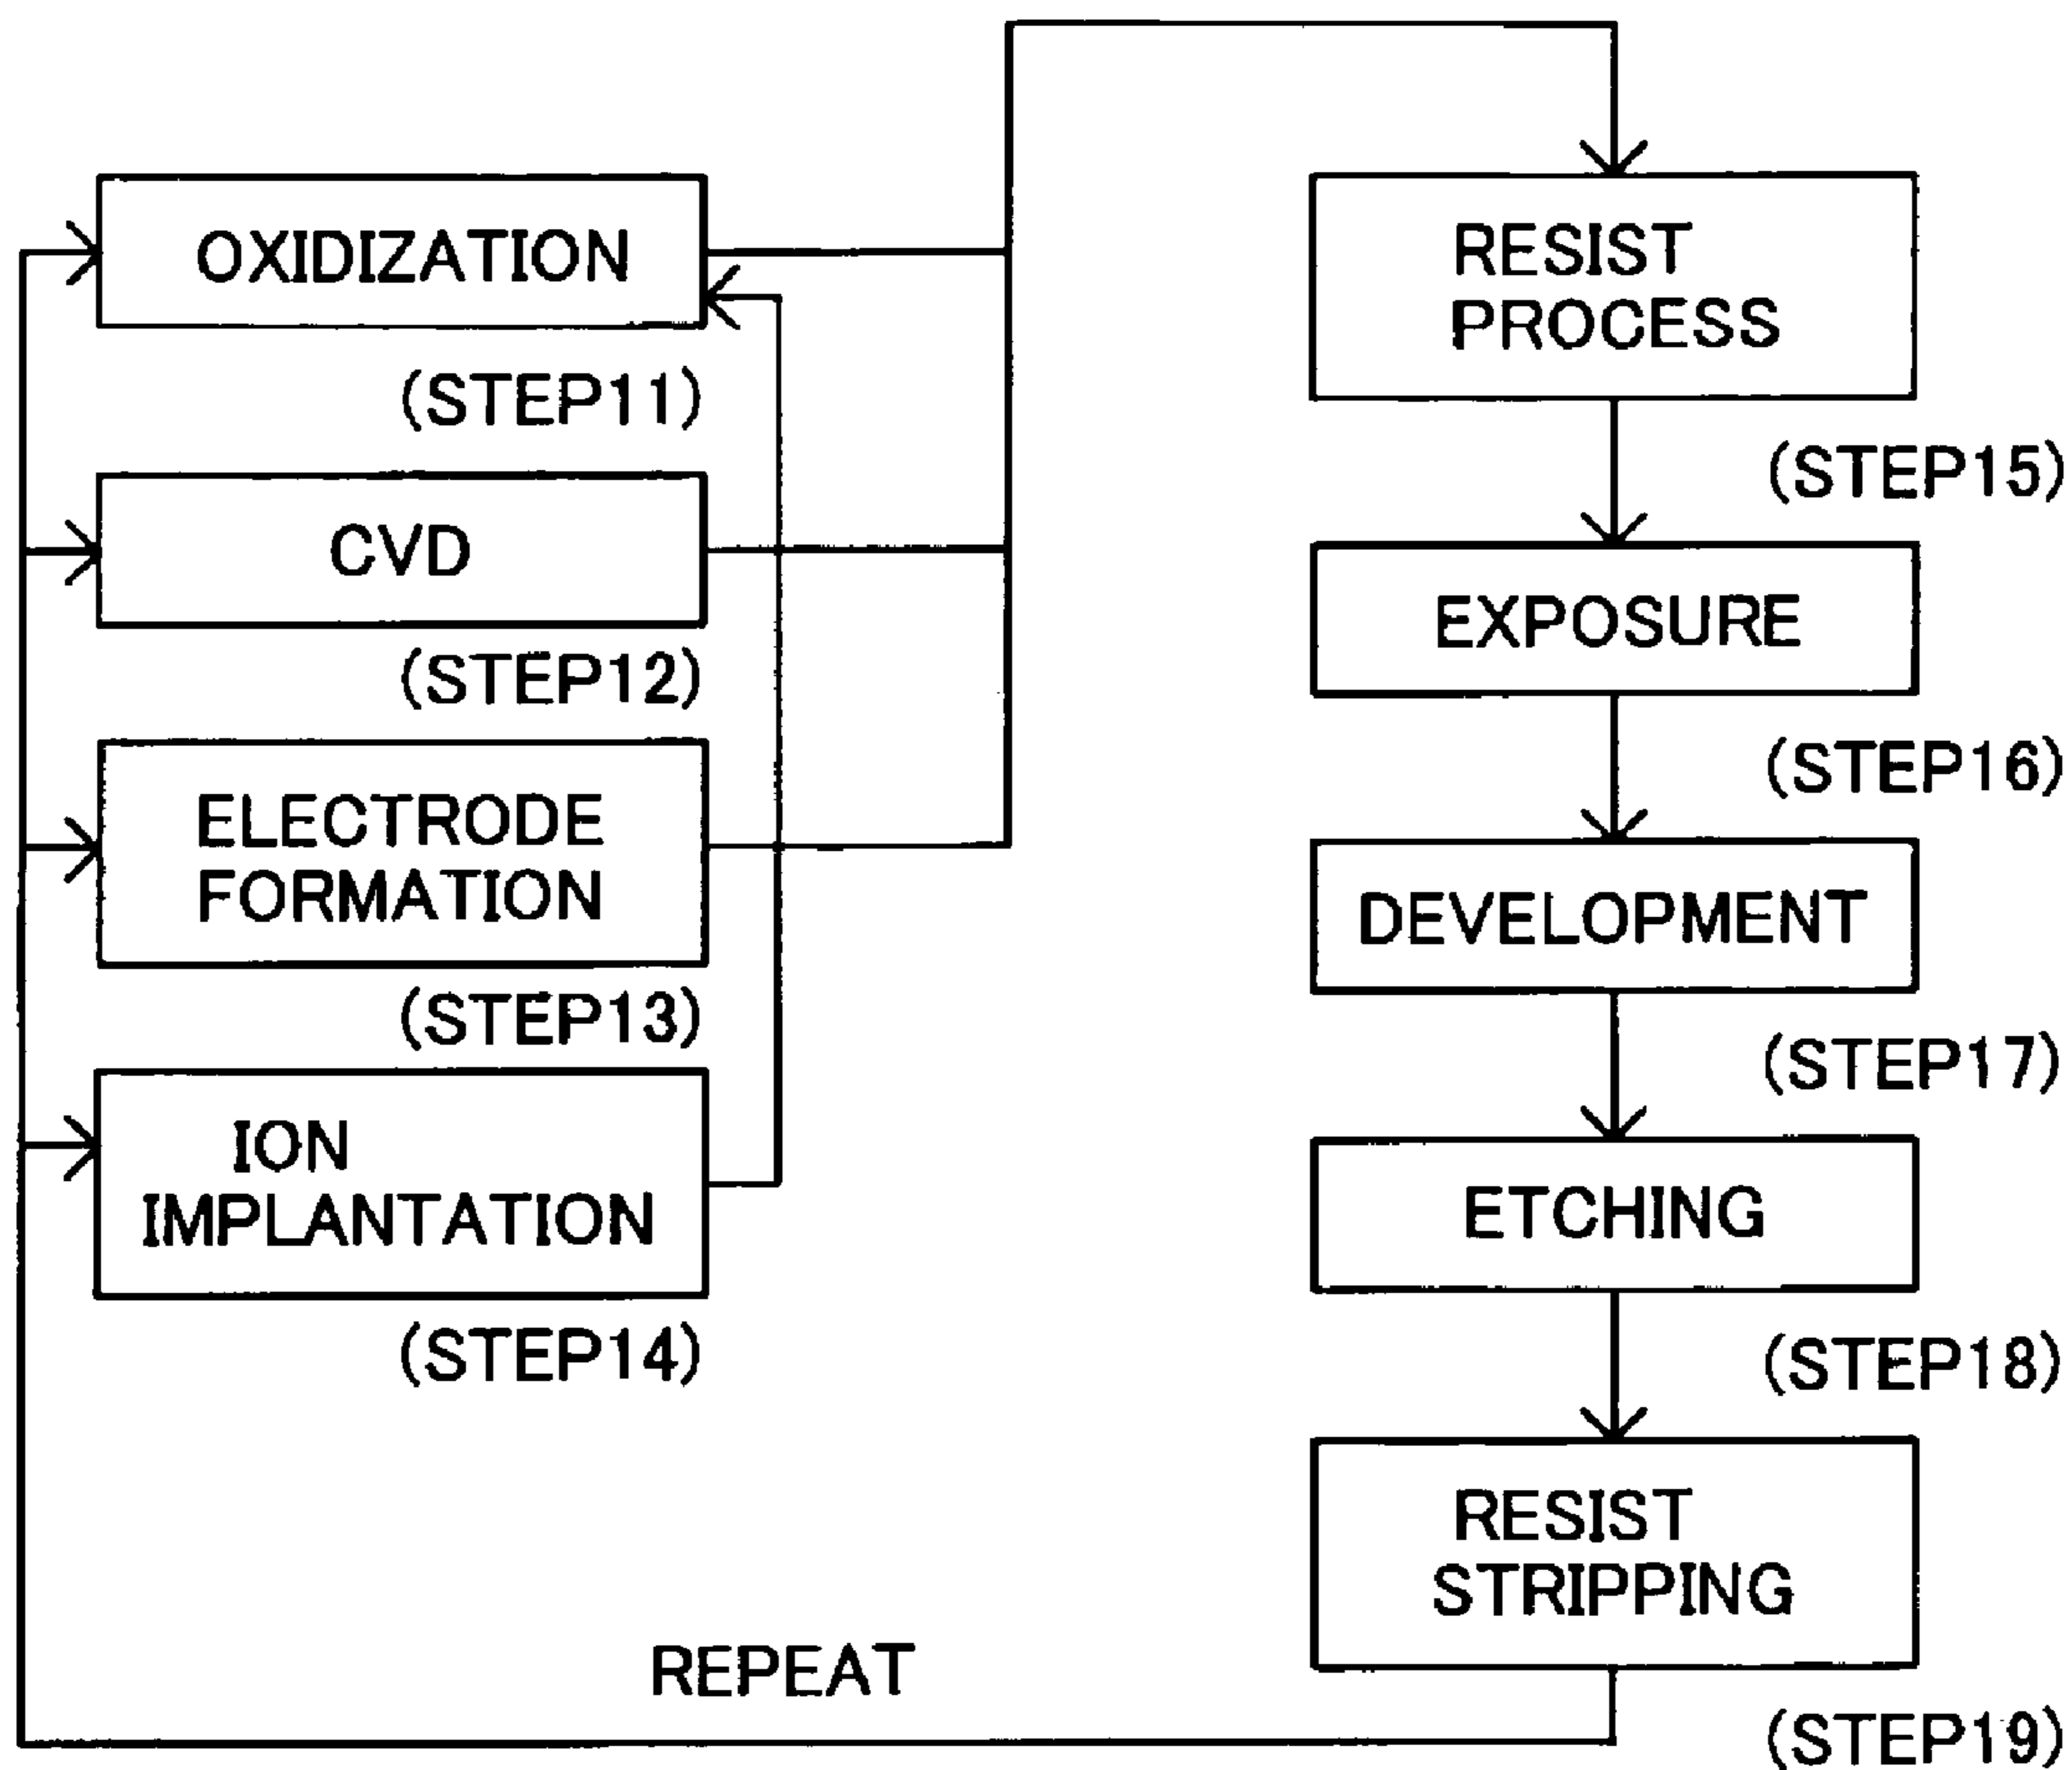 OXIDIZATION
(STEP11)
CVD
(STEP12)
ELECTRODE
FORMATION
(STEP13)
ION
IMPLANTATION
(STEP14)
RESIST
PROCESS
(STEP15)
EXPOSURE
(STEP16)
DEVELOPMENT
(STEP17)
ETCHING
(STEP18)
RESIST
STRIPPING
(STEP19)
REPEAT